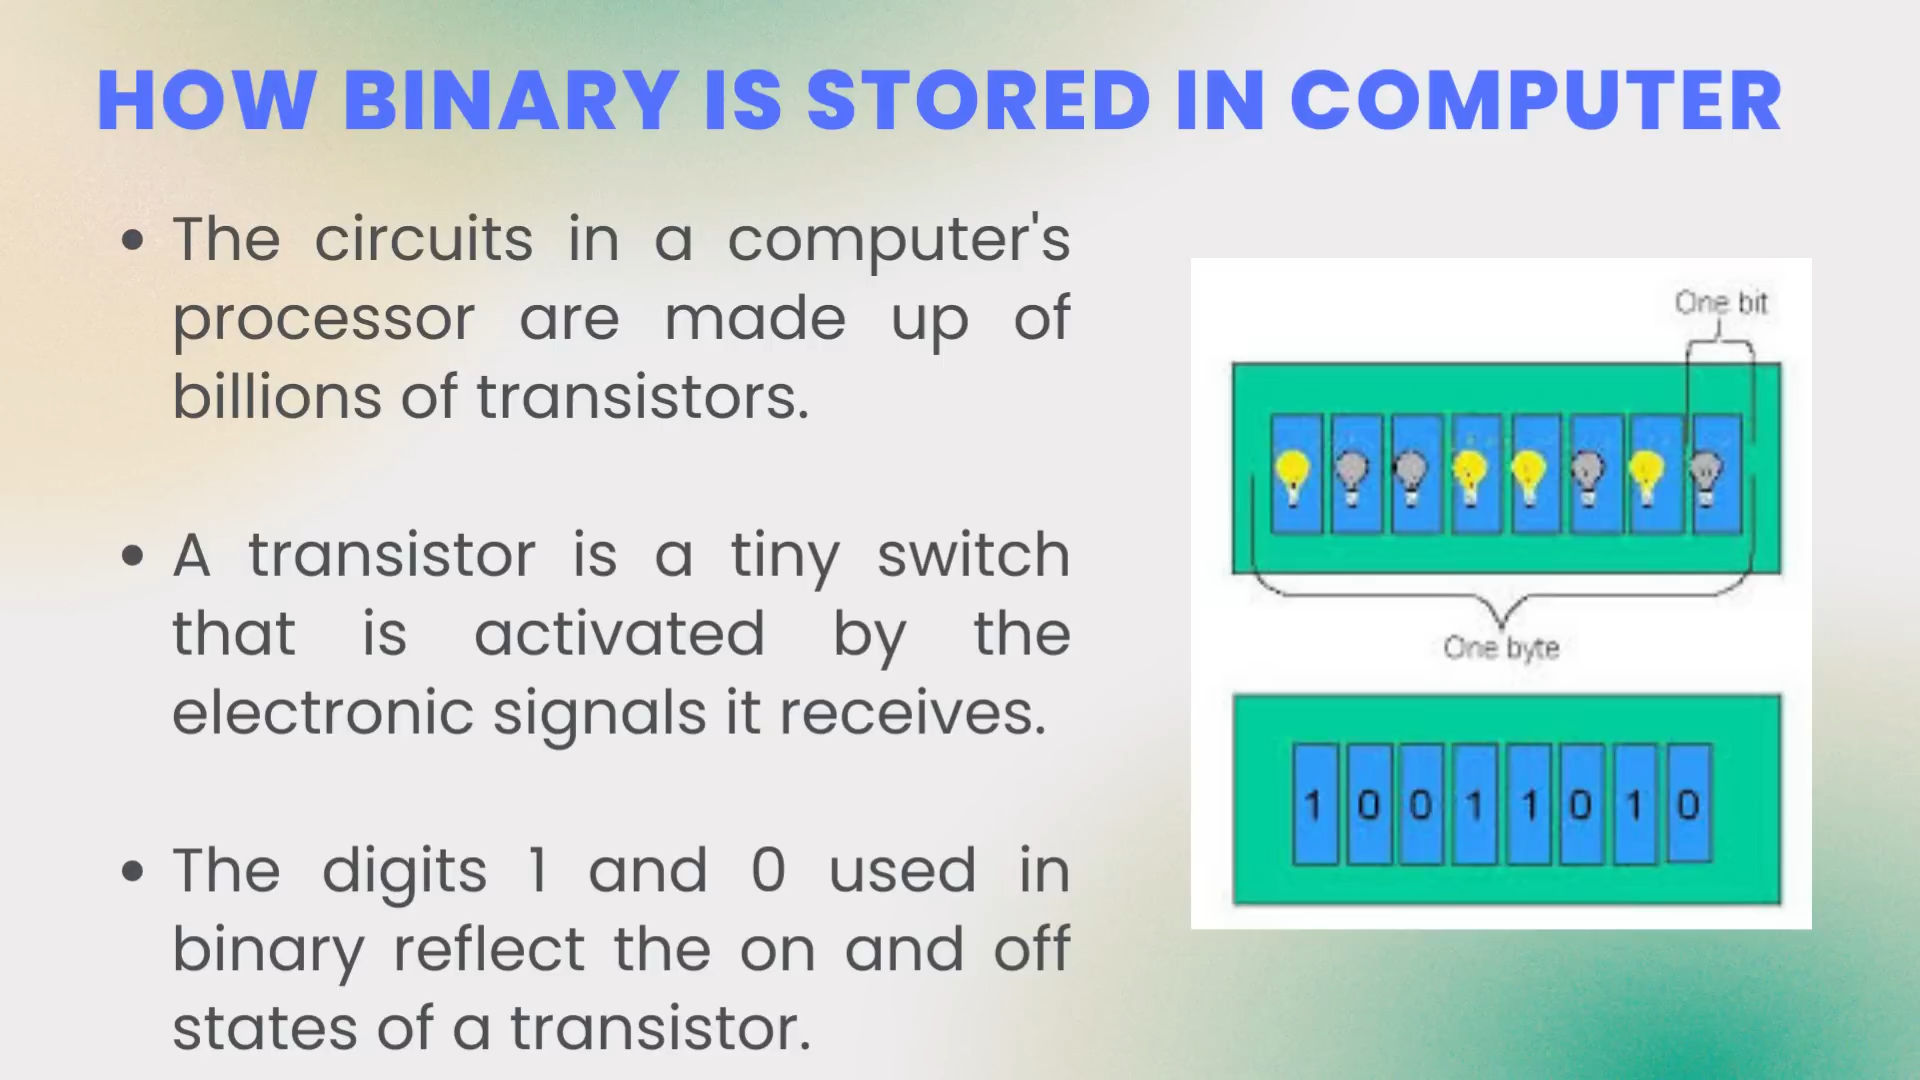 HOW BINARY IS STORED IN COMPUTER
• The circuits in a computer's
processor are made up of
billions of transistors.
• A transistor is a tiny switch
that is activated by the
electronic signals it receives.
• The digits 1 and 0 used in
binary reflect the on and off
states of a transistor.
One bit
One byte
1 0 0 1 1 0 1 0